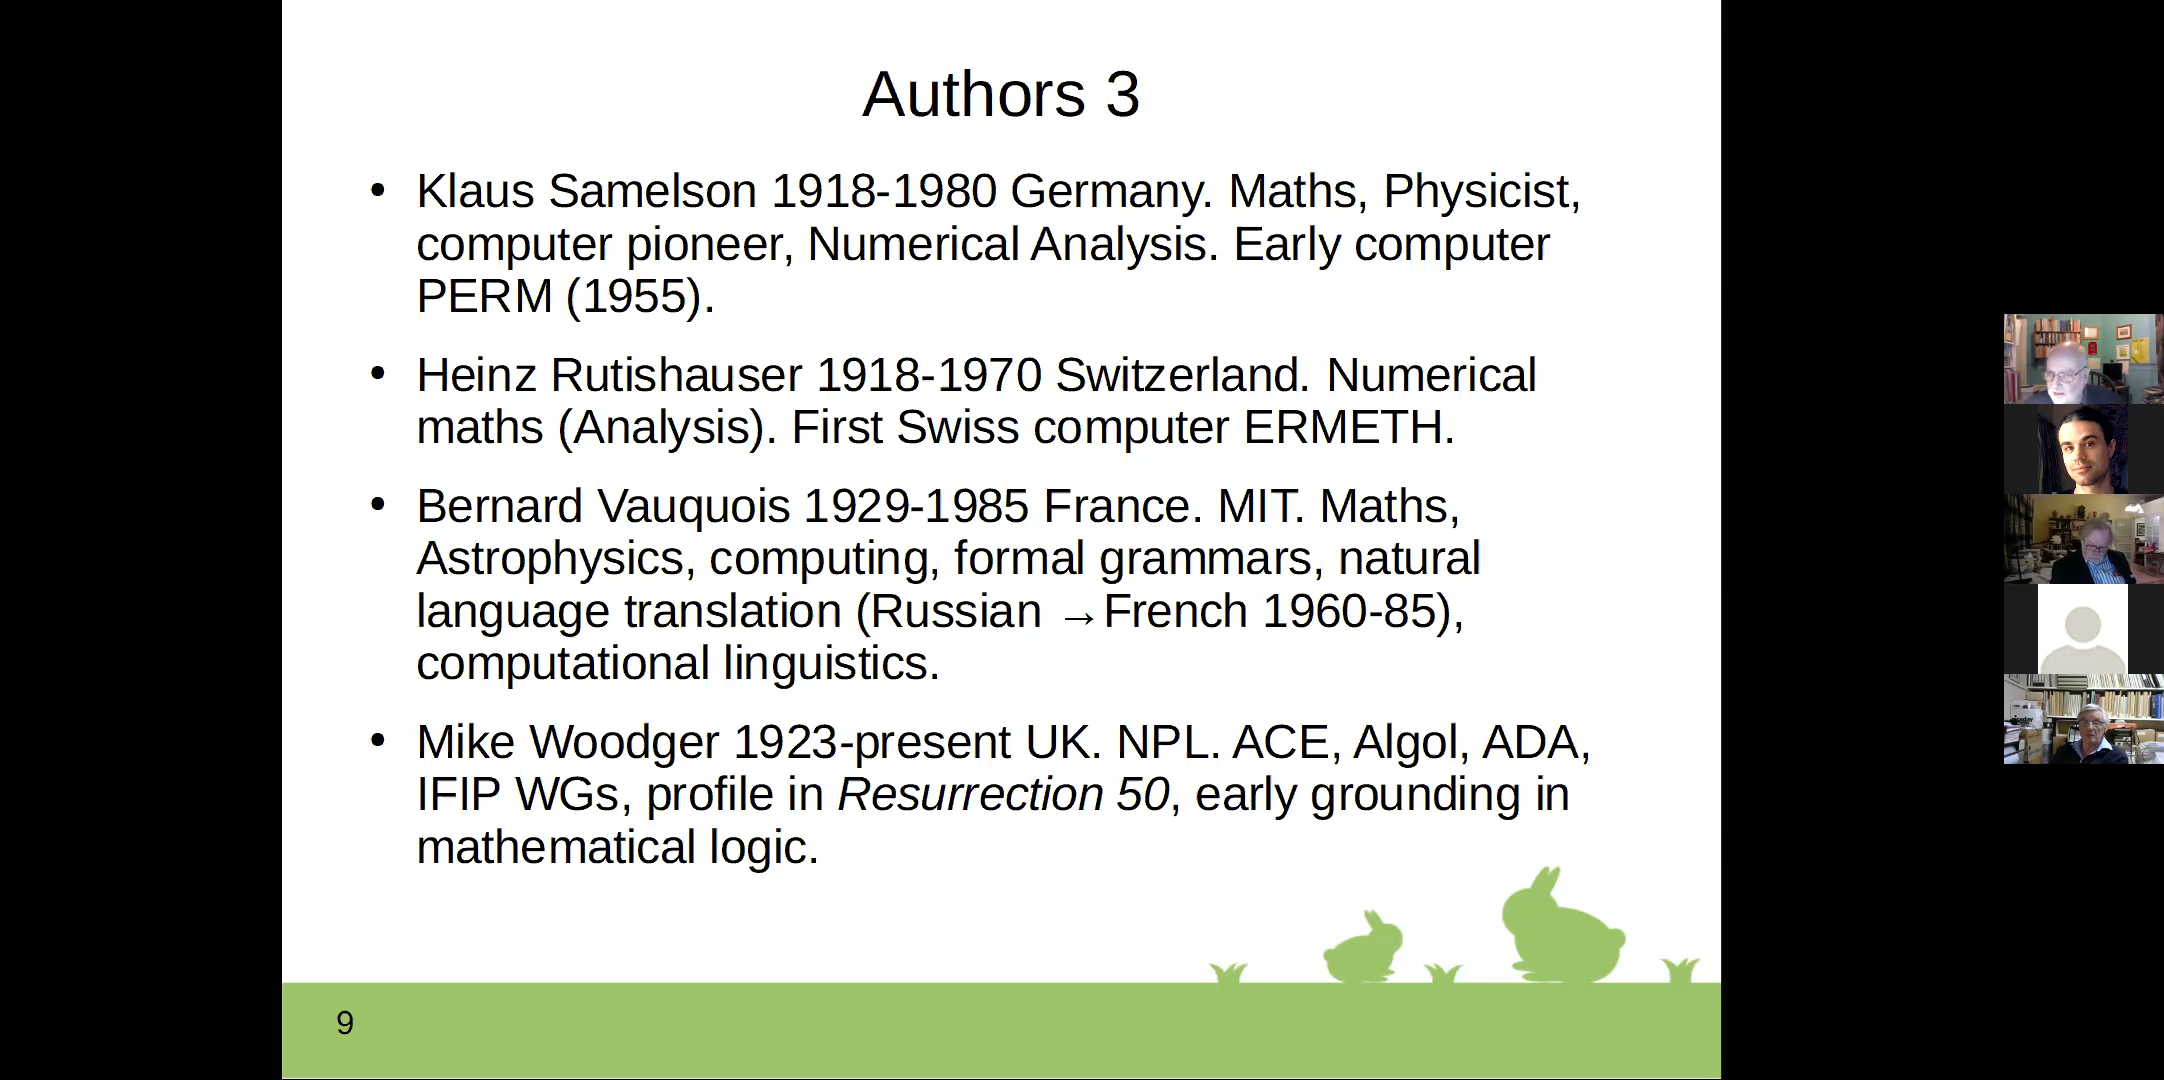 Authors 3
• Klaus Samelson 1918-1980 Germany. Maths, Physicist,
computer pioneer, Numerical Analysis. Early computer
PERM (1955).
• Heinz Rutishauser 1918-1970 Switzerland. Numerical
maths (Analysis). First Swiss computer ERMETH.
• Bernard Vauquois 1929-1985 France. MIT. Maths,
Astrophysics, computing, formal grammars, natural
language translation (Russian →French 1960-85),
computational linguistics.
• Mike Woodger 1923-present UK. NPL. ACE, Algol, ADA,
IFIP WGs, profile in Resurrection 50, early grounding in
mathematical logic.
9